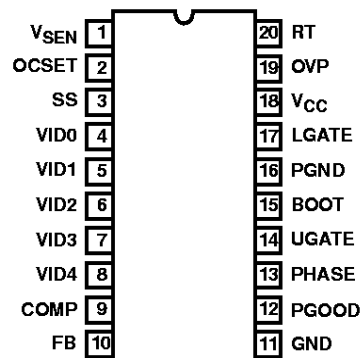 VSEN 1 20 RT
OCSET 2 19 OVP
SS 3 18 VCC
VID0 4 17 LGATE
VID1 5 16 PGND
VID2 6 15 BOOT
VID3 7 14 UGATE
VID4 8 13 PHASE
COMP 9 12 PGOOD
FB 10 11 GND